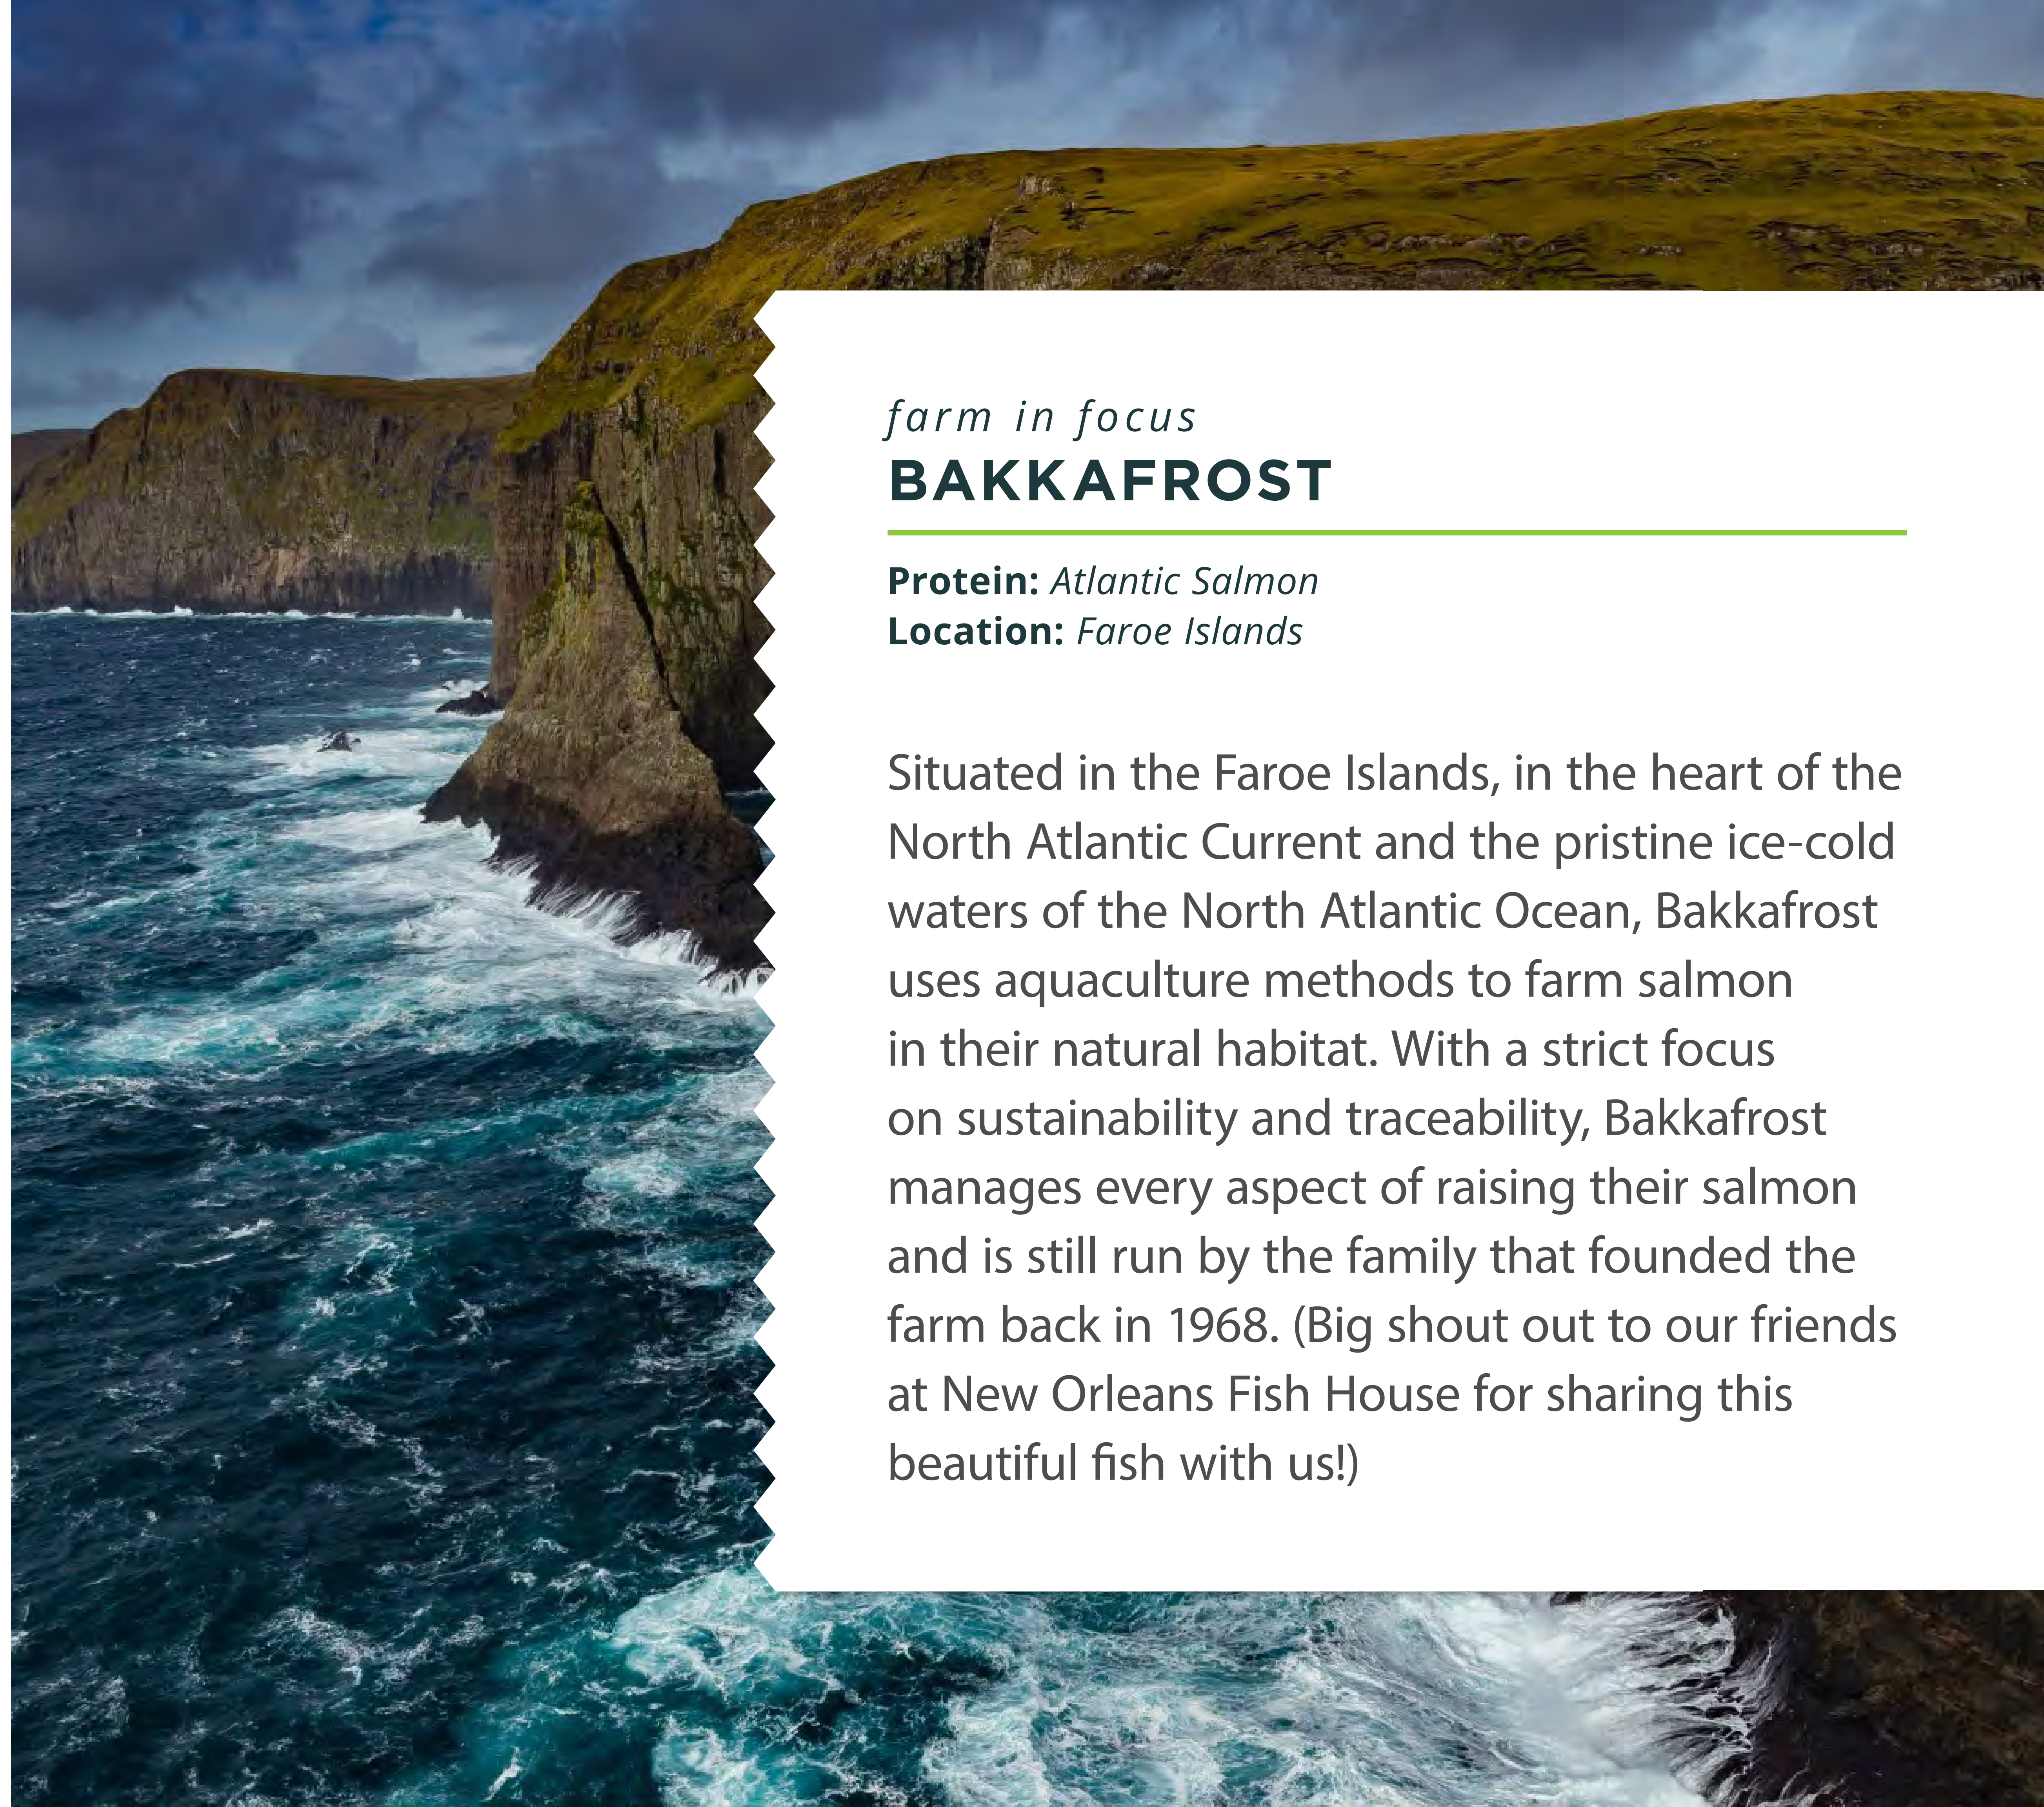 farm in focus
BAKKAFROST
Protein: Atlantic Salmon
Location: Faroe Islands
Situated in the Faroe Islands, in the heart of the
North Atlantic Current and the pristine ice-cold
waters of the North Atlantic Ocean, Bakkafrost
uses aquaculture methods to farm salmon
in their natural habitat. With a strict focus
on sustainability and traceability, Bakkafrost
manages every aspect of raising their salmon
and is still run by the family that founded the
farm back in 1968. (Big shout out to our friends
at New Orleans Fish House for sharing this
beautiful fish with us!)